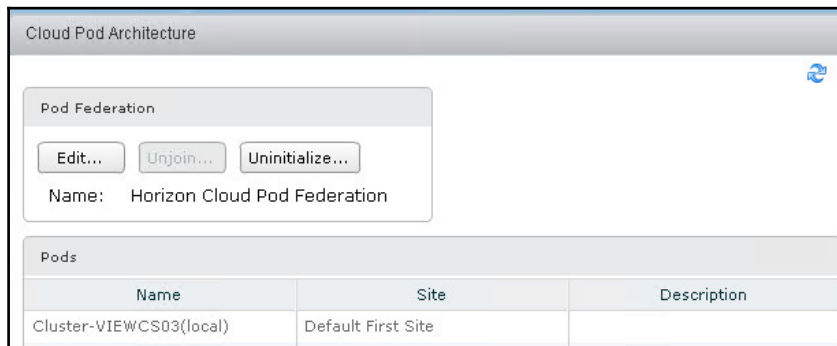 Cloud Pod Architecture
Pod Federation
Edit... Unjoin... Uninitialize...
Name: Horizon Cloud Pod Federation
Pods
Name Site Description
Cluster-VIEWCS03(local) Default First Site